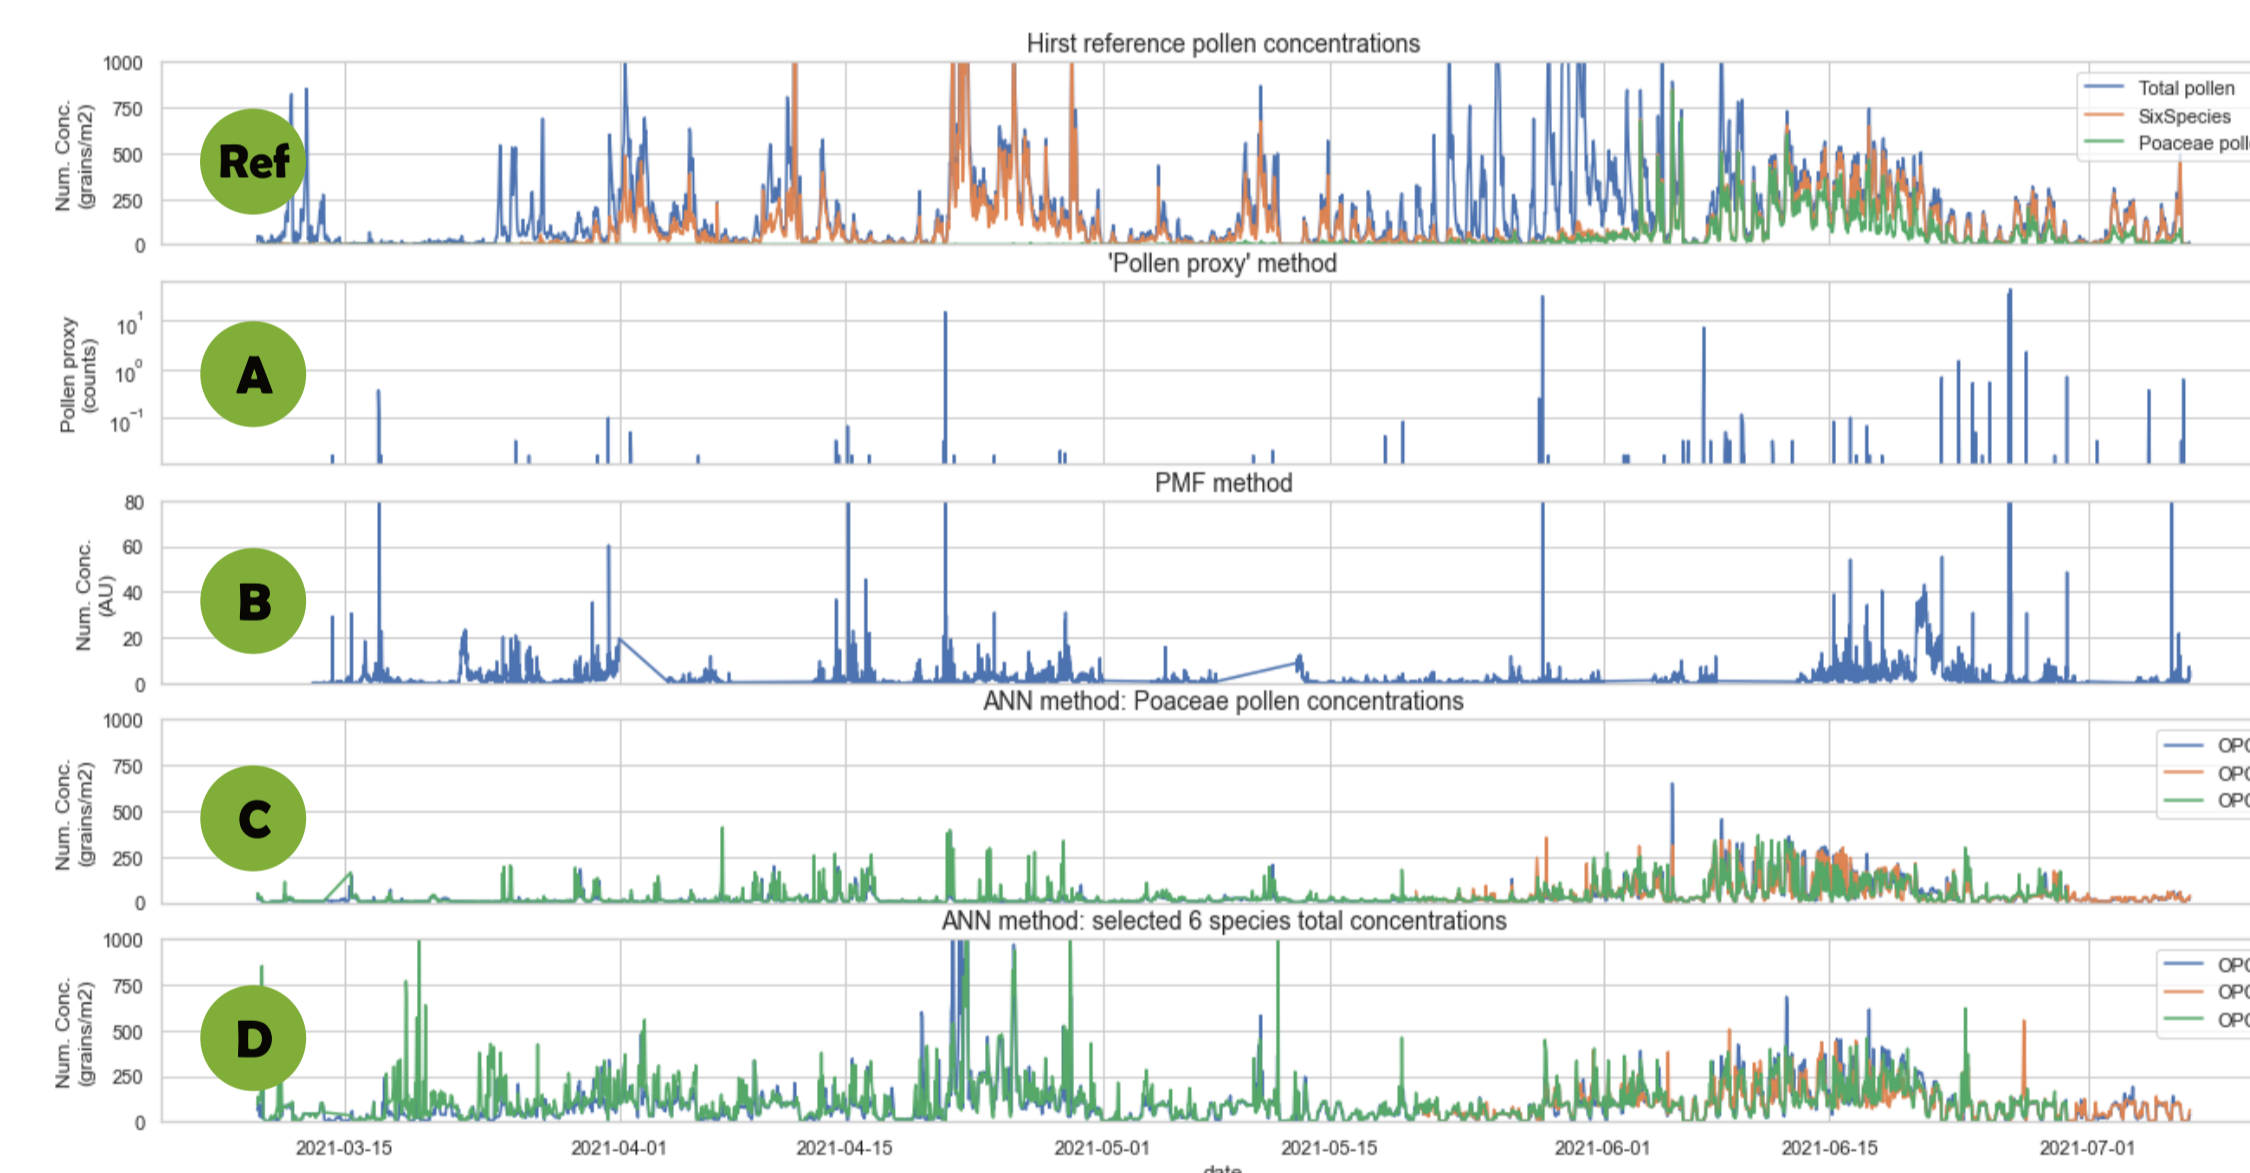 Hirst reference pollen concentrations
1000
750
500
250
0
Num. Conc.
(grains/m2)
Ref
Total pollen
SixSpecies
Poaceae poll
'Pollen proxy' method
10¹
10⁰
10⁻¹
Pollen proxy
(counts)
A
PMF method
80
60
40
20
0
Num. Conc.
(AU)
B
ANN method: Poaceae pollen concentrations
1000
750
500
250
0
Num. Conc.
(grains/m2)
C
OPC
OPC
OPC
ANN method: selected 6 species total concentrations
1000
750
500
250
0
Num. Conc.
(grains/m2)
D
OPC
OPC
OPC
2021-03-15 2021-04-01 2021-04-15 2021-05-01 2021-05-15 2021-06-01 2021-06-15 2021-07-01
date